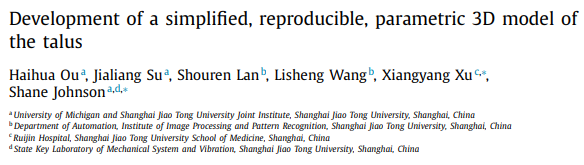 Development of a simplified, reproducible, parametric 3D model of
the talus
Haihua Ou a, Jialiang Su a, Shouren Lan b, Lisheng Wang b, Xiangyang Xu c,∗,
Shane Johnson a,d,∗
a University of Michigan and Shanghai Jiao Tong University Joint Institute, Shanghai Jiao Tong University, Shanghai, China
b Department of Automation, Institute of Image Processing and Pattern Recognition, Shanghai Jiao Tong University, Shanghai, China
c Ruijin Hospital, Shanghai Jiao Tong University School of Medicine, Shanghai, China
d State Key Laboratory of Mechanical System and Vibration, Shanghai Jiao Tong University, Shanghai, China